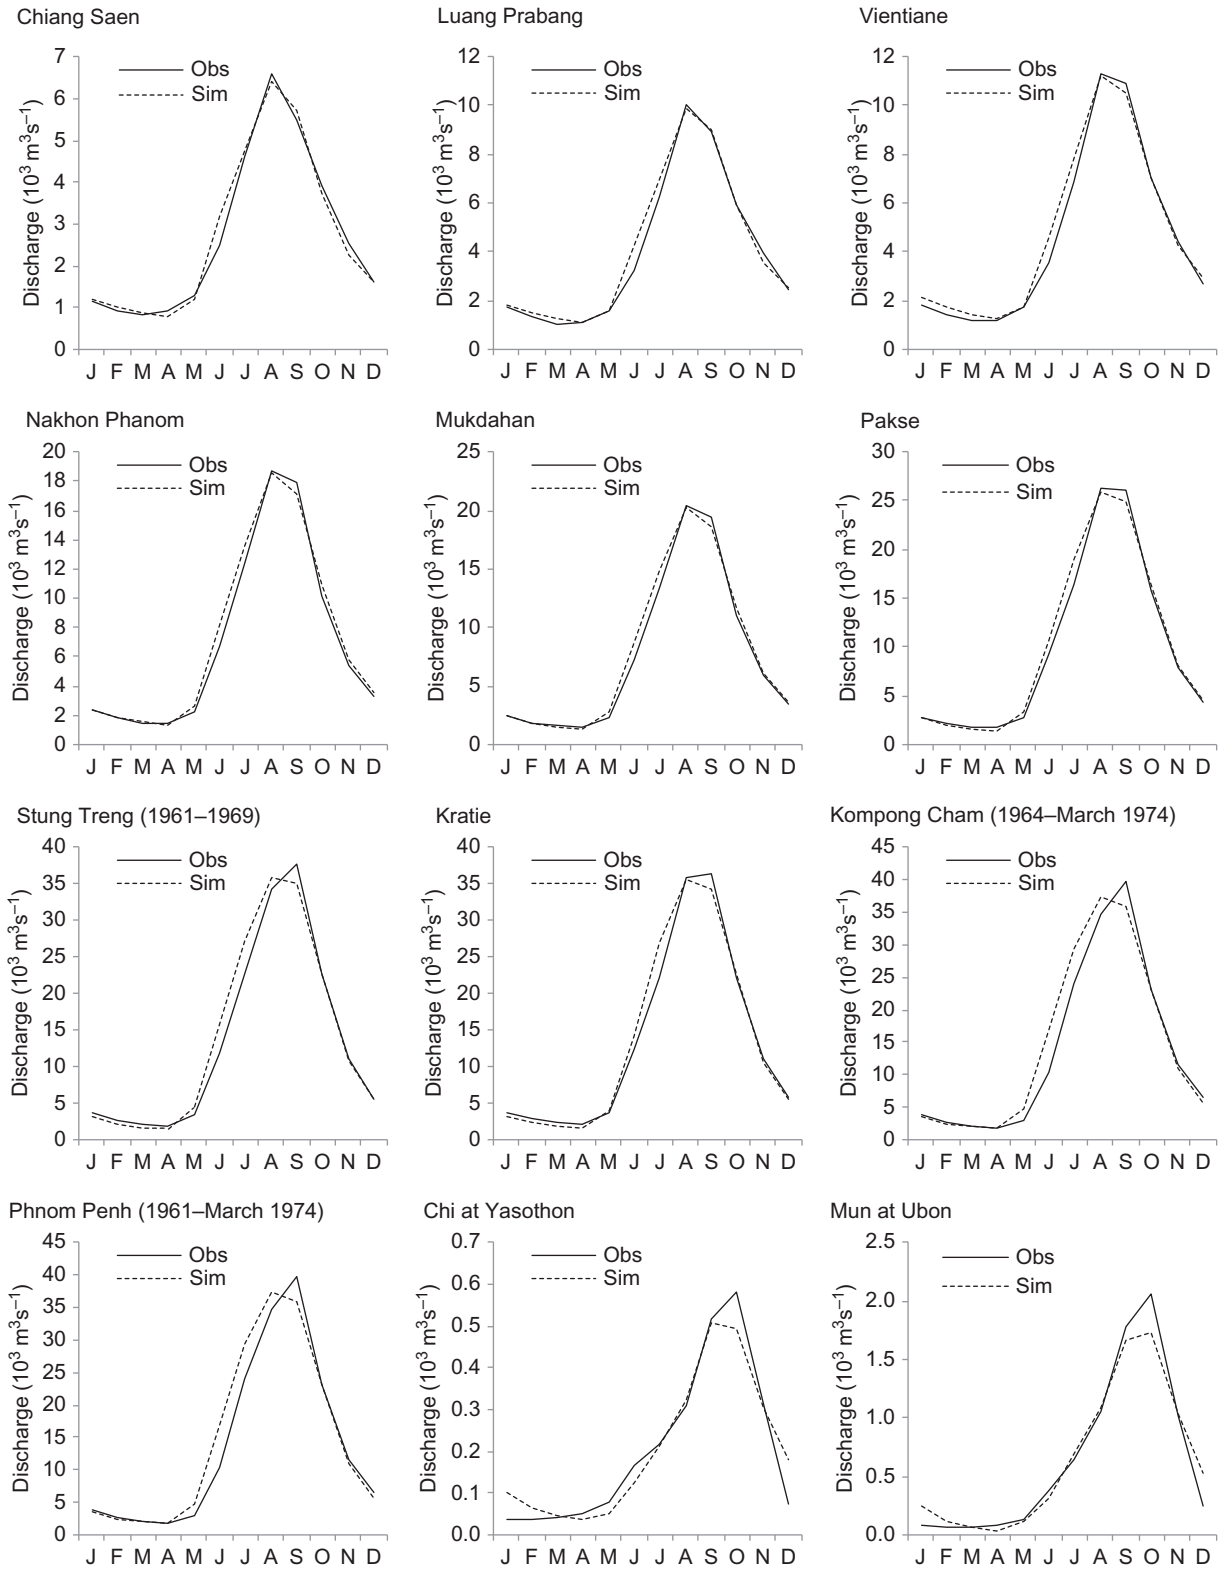 Chiang Saen
Discharge (10³ m³s⁻¹)
7
6
5
4
3
2
1
0
Obs
Sim
J F M A M J J A S O N D
Luang Prabang
Discharge (10³ m³s⁻¹)
12
10
8
6
4
2
0
Obs
Sim
J F M A M J J A S O N D
Vientiane
Discharge (10³ m³s⁻¹)
12
10
8
6
4
2
0
Obs
Sim
J F M A M J J A S O N D
Nakhon Phanom
Discharge (10³ m³s⁻¹)
20
18
16
14
12
10
8
6
4
2
0
Obs
Sim
J F M A M J J A S O N D
Mukdahan
Discharge (10³ m³s⁻¹)
25
20
15
10
5
0
Obs
Sim
J F M A M J J A S O N D
Pakse
Discharge (10³ m³s⁻¹)
30
25
20
15
10
5
0
Obs
Sim
J F M A M J J A S O N D
Stung Treng (1961–1969)
Discharge (10³ m³s⁻¹)
40
35
30
25
20
15
10
5
0
Obs
Sim
J F M A M J J A S O N D
Kratie
Discharge (10³ m³s⁻¹)
40
35
30
25
20
15
10
5
0
Obs
Sim
J F M A M J J A S O N D
Kompong Cham (1964–March 1974)
Discharge (10³ m³s⁻¹)
45
40
35
30
25
20
15
10
5
0
Obs
Sim
J F M A M J J A S O N D
Phnom Penh (1961–March 1974)
Discharge (10³ m³s⁻¹)
45
40
35
30
25
20
15
10
5
0
Obs
Sim
J F M A M J J A S O N D
Chi at Yasothon
Discharge (10³ m³s⁻¹)
0.7
0.6
0.5
0.4
0.3
0.2
0.1
0.0
Obs
Sim
J F M A M J J A S O N D
Mun at Ubon
Discharge (10³ m³s⁻¹)
2.5
2.0
1.5
1.0
0.5
0.0
Obs
Sim
J F M A M J J A S O N D